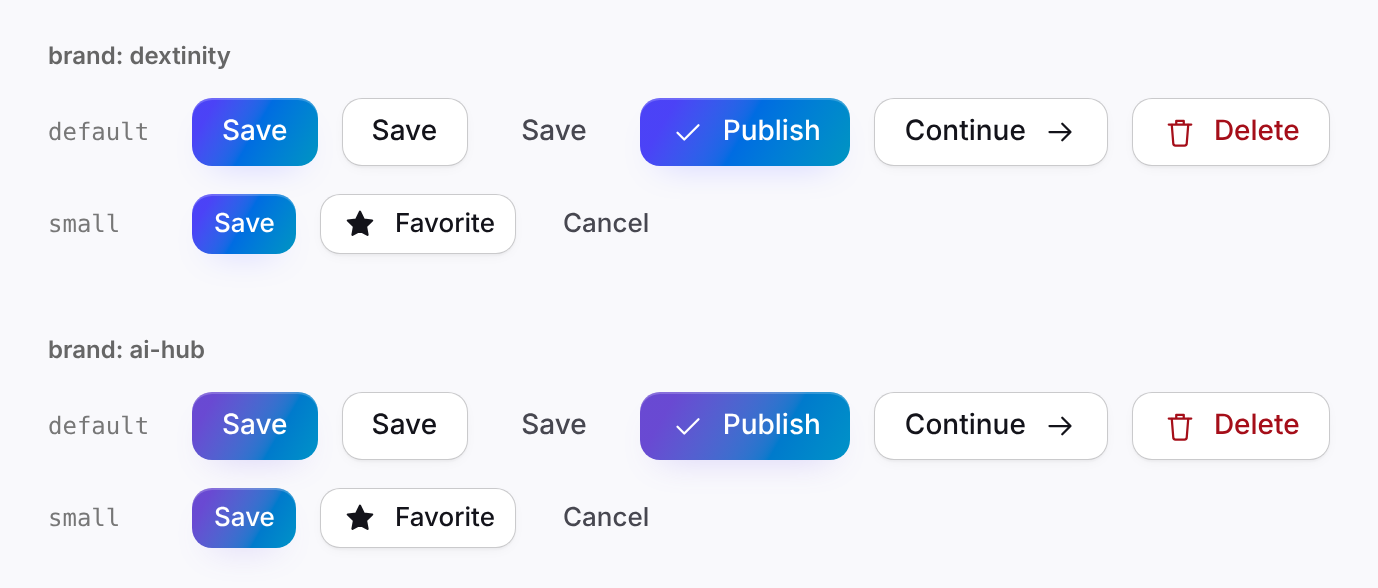 brand: dextinity
default Save Save Save Publish Continue Delete
small Save Favorite Cancel
brand: ai-hub
default Save Save Save Publish Continue Delete
small Save Favorite Cancel